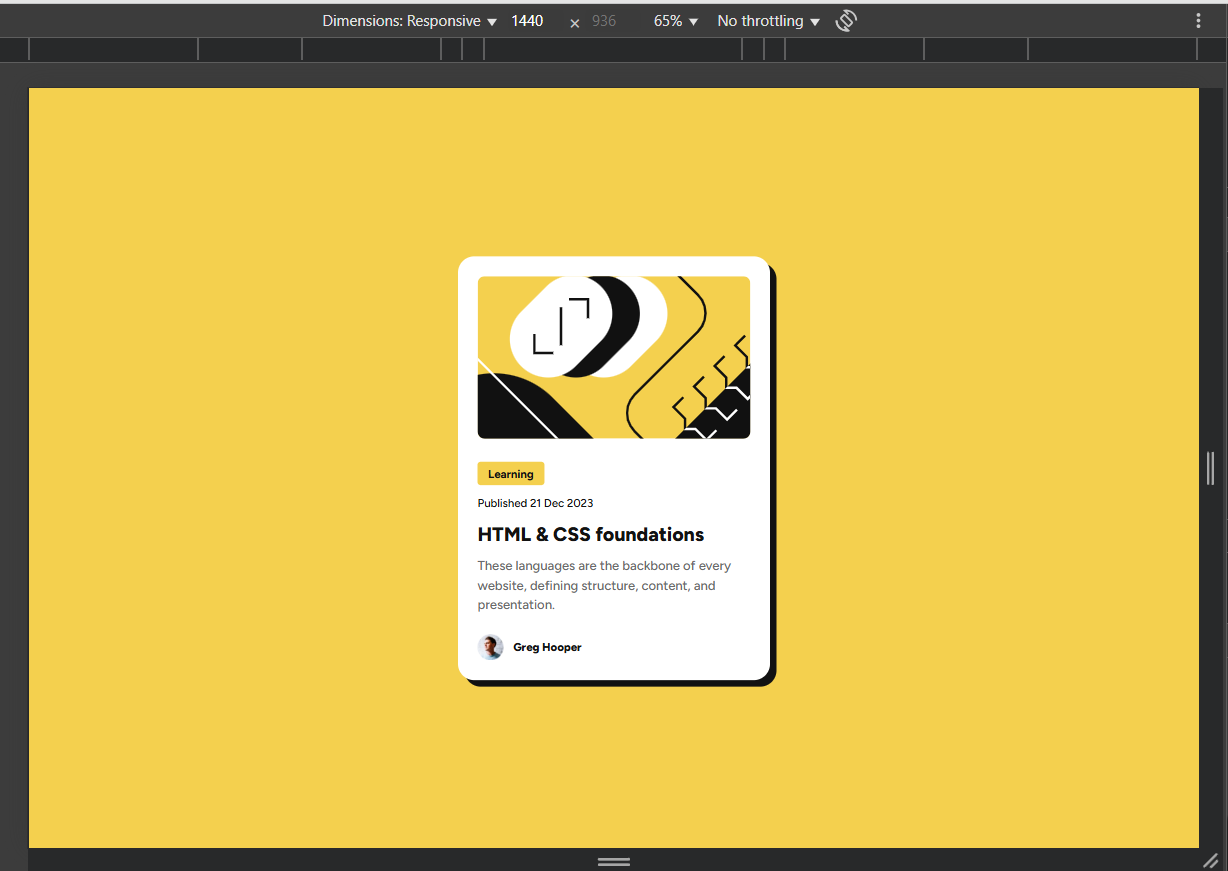 Dimensions: Responsive 1440 × 936 65% No throttling
Learning
Published 21 Dec 2023
HTML & CSS foundations
These languages are the backbone of every
website, defining structure, content, and
presentation.
Greg Hooper